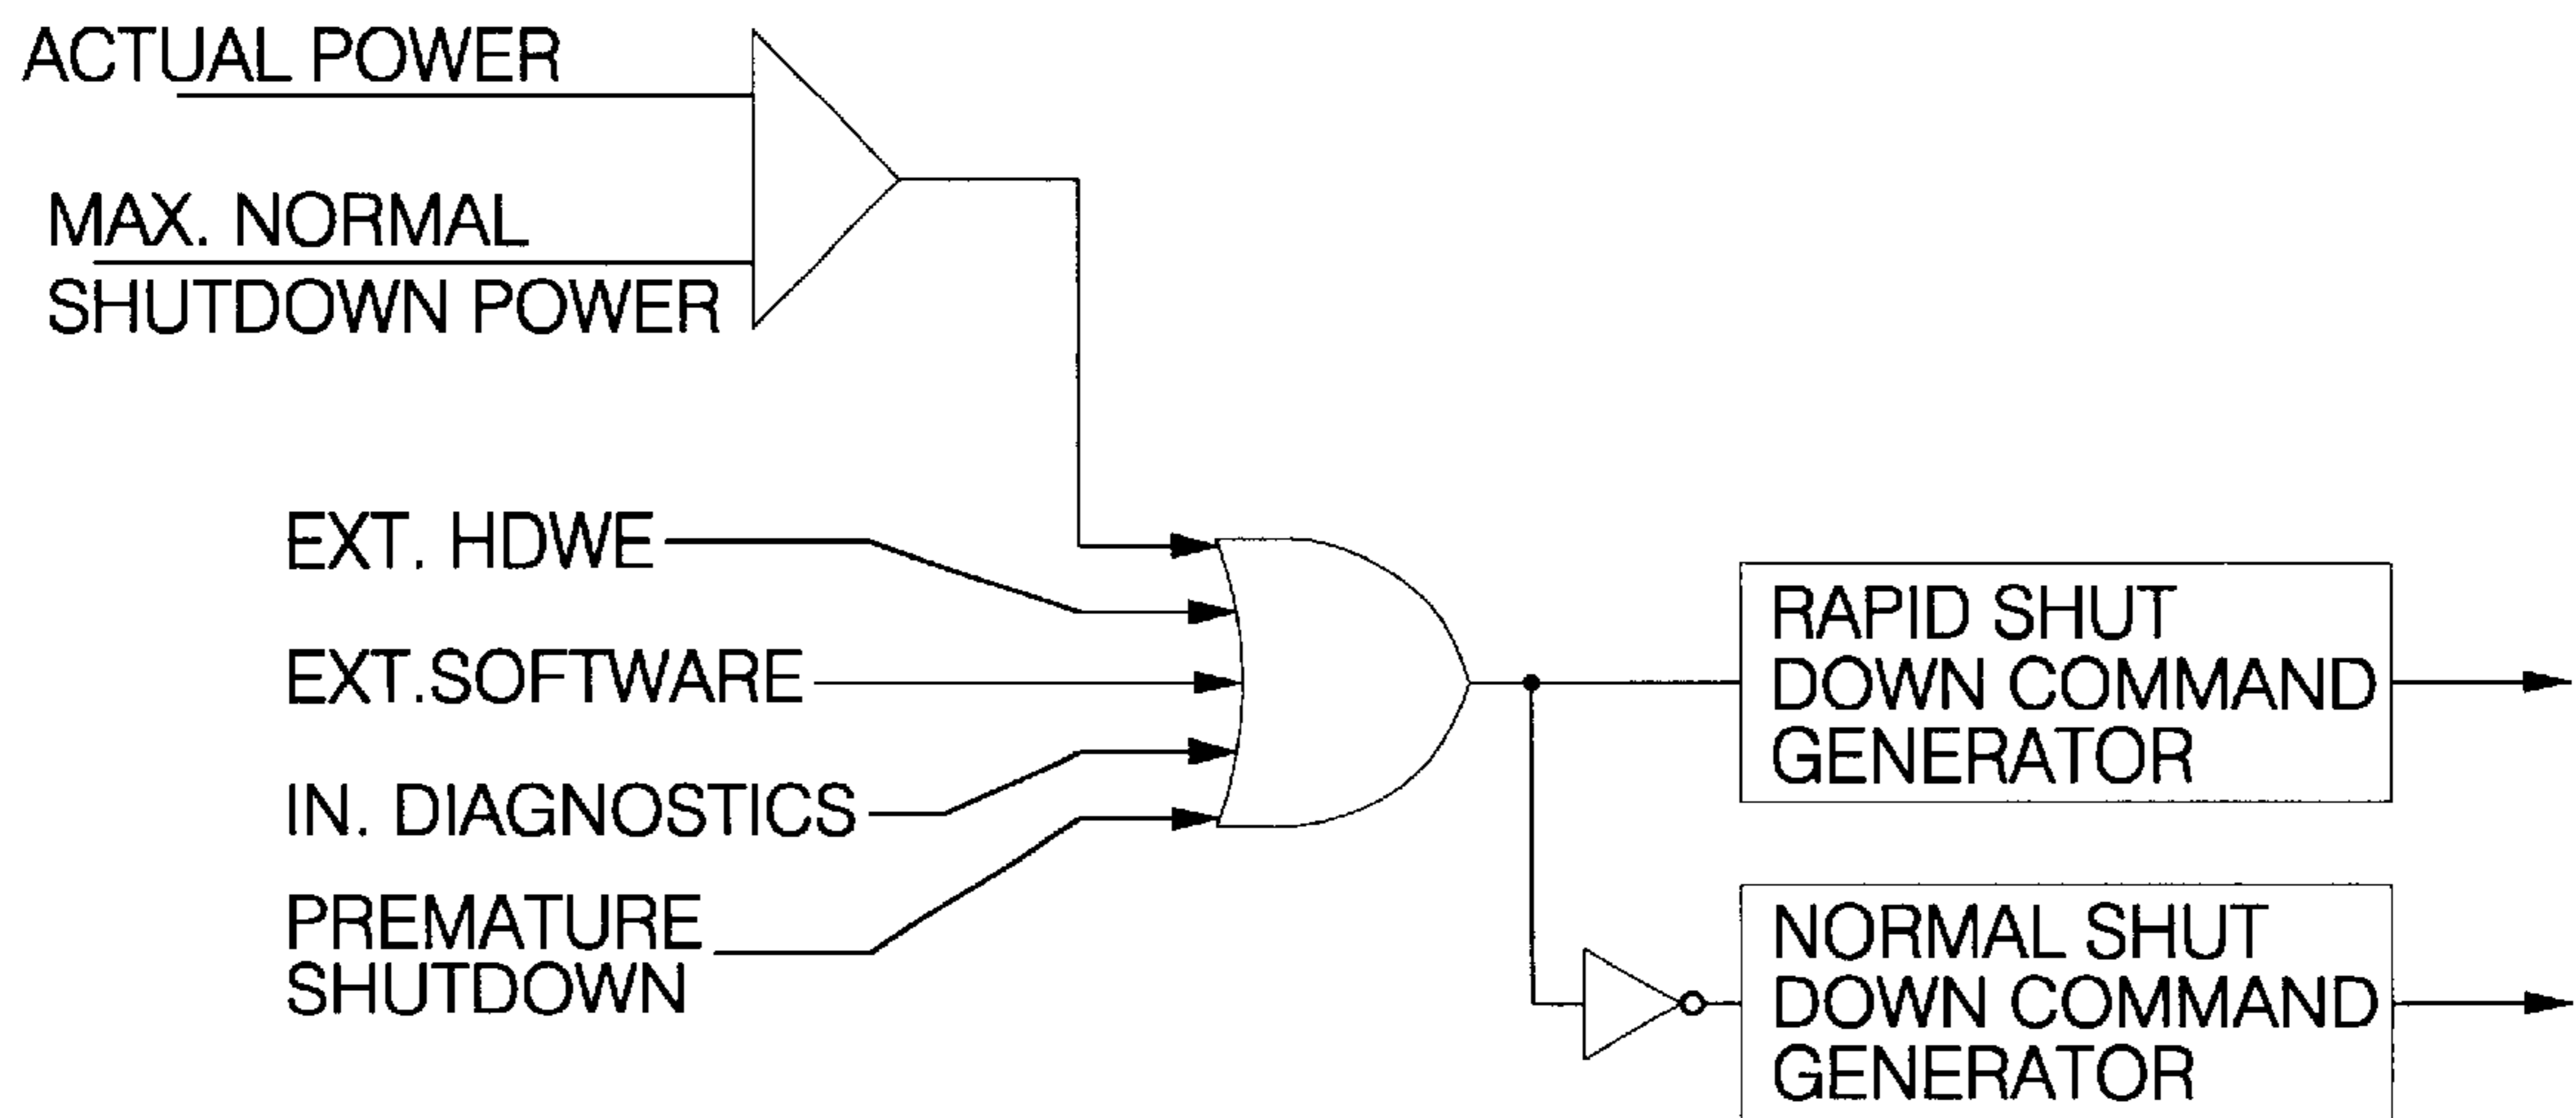 ACTUAL POWER
MAX. NORMAL
SHUTDOWN POWER
EXT. HDWE
EXT.SOFTWARE
IN. DIAGNOSTICS
PREMATURE
SHUTDOWN
RAPID SHUT
DOWN COMMAND
GENERATOR
NORMAL SHUT
DOWN COMMAND
GENERATOR